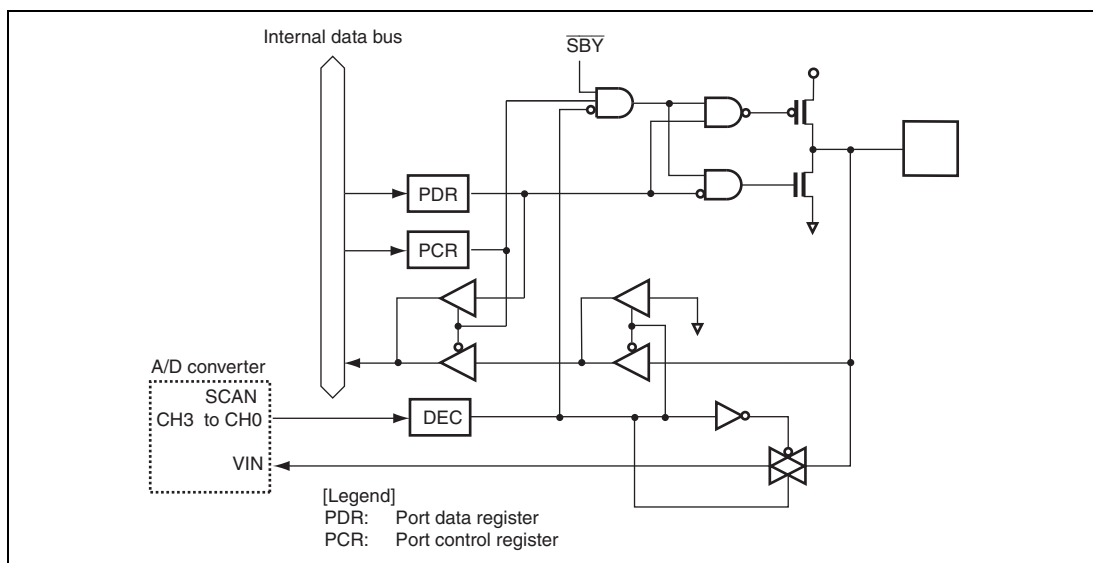 Internal data bus
S̅B̅Y̅
PDR
PCR
A/D converter
SCAN
CH3 to CH0
DEC
VIN
[Legend]
PDR: Port data register
PCR: Port control register